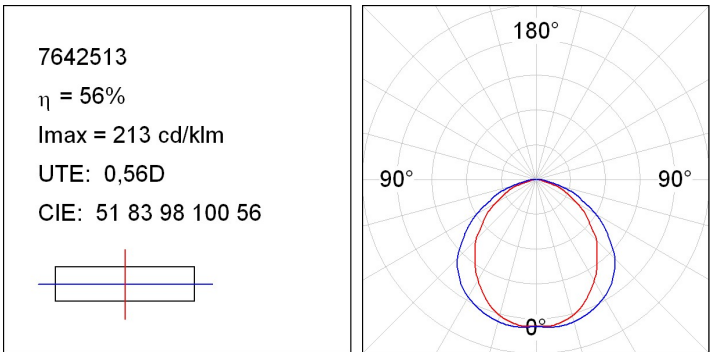 7642513
η = 56%
Imax = 213 cd/klm
UTE: 0,56D
CIE: 51 83 98 100 56
180°
90° 90°
0°